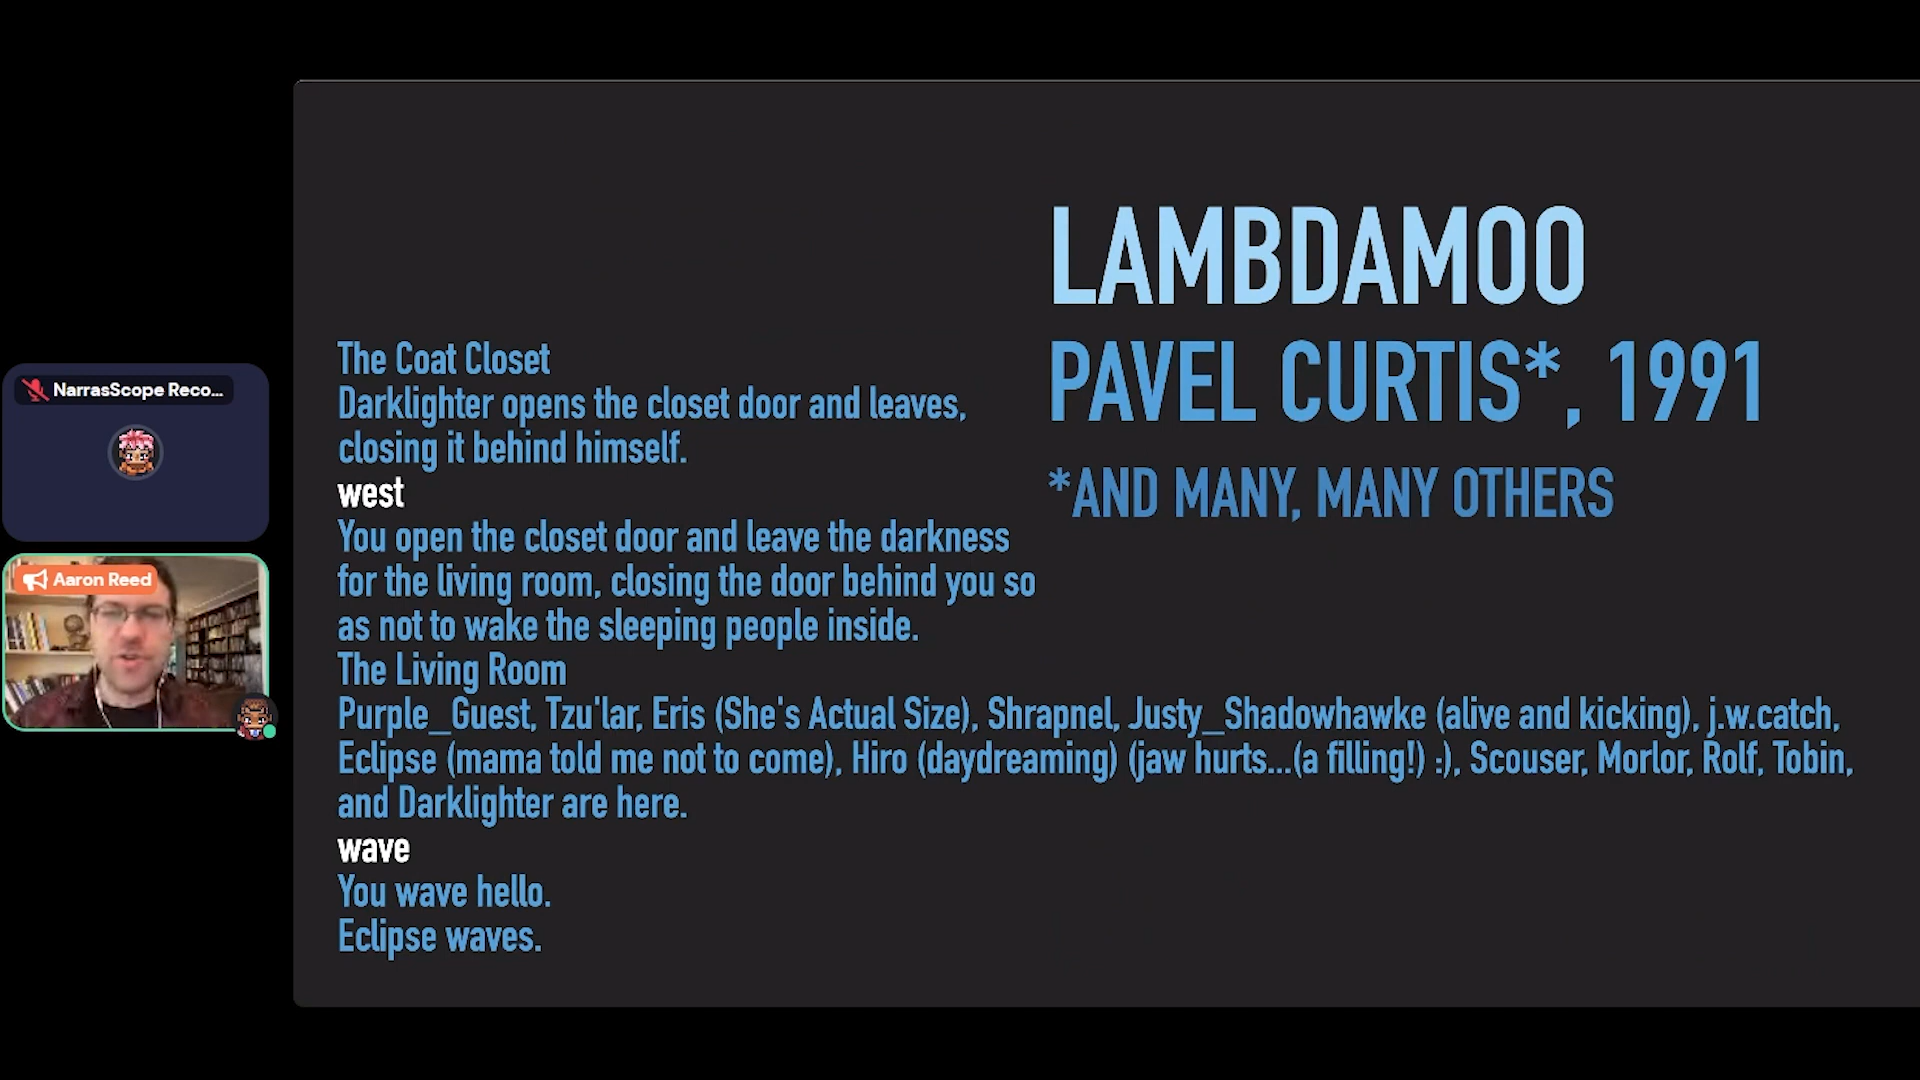 LAMBDAMOO
PAVEL CURTIS*, 1991
*AND MANY, MANY OTHERS
The Coat Closet
Darklighter opens the closet door and leaves,
closing it behind himself.
west
You open the closet door and leave the darkness
for the living room, closing the door behind you so
as not to wake the sleeping people inside.
The Living Room
Purple_Guest, Tzu'lar, Eris (She's Actual Size), Shrapnel, Justy_Shadowhawke (alive and kicking), j.w.catch,
Eclipse (mama told me not to come), Hiro (daydreaming) (jaw hurts...(a filling!) :), Scouser, Morlor, Rolf, Tobin,
and Darklighter are here.
wave
You wave hello.
Eclipse waves.
NarrasScope Reco...
Aaron Reed